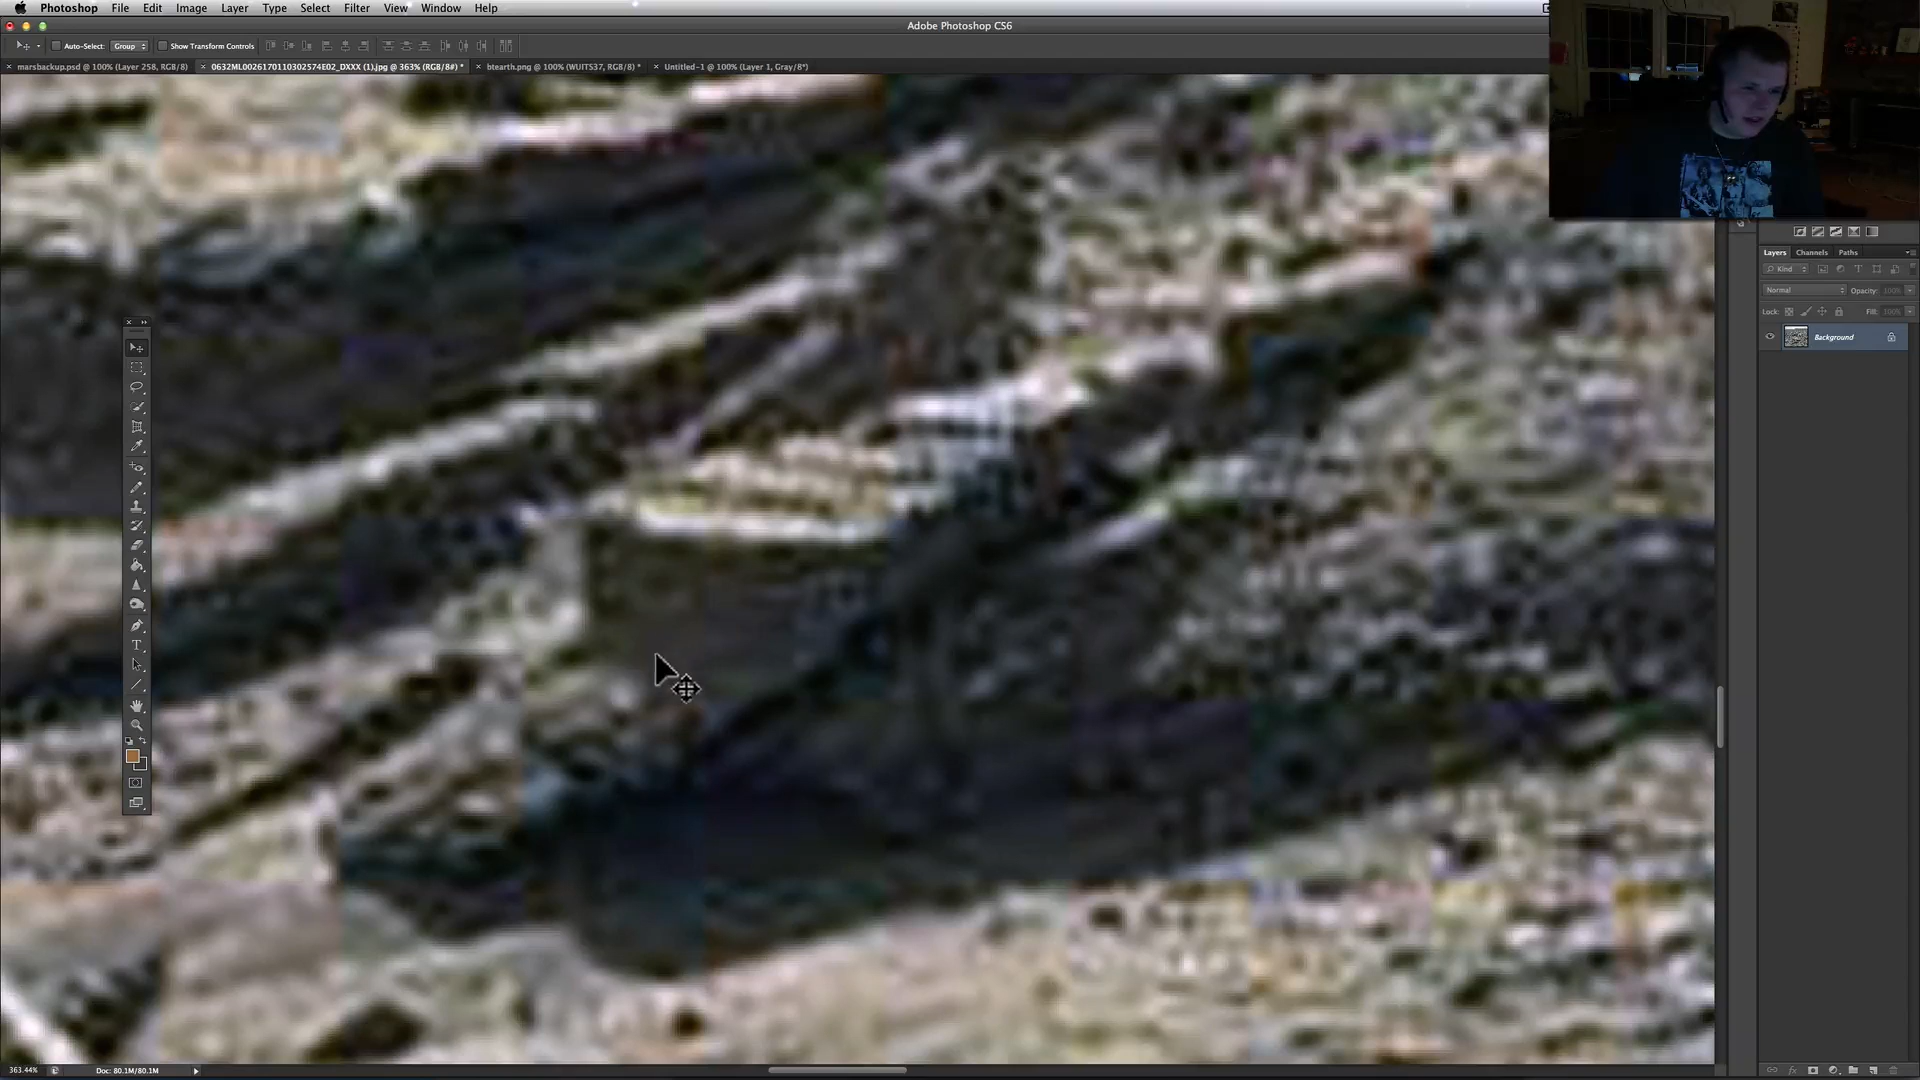 Photoshop File Edit Image Layer Type Select Filter View Window Help
Adobe Photoshop CS6
Auto-Select: Group Show Transform Controls
marsbackup.psd @ 100% (Layer 258, RGB/8) 0632ML0026170110302574E02_DXXX (1).jpg @ 363% (RGB/8#) * btearth.png @ 100% (WUITS37, RGB/8) * Untitled-1 @ 100% (Layer 1, Gray/8*)
Layers Channels Paths
Kind
Normal Opacity: 100%
Lock: Fill: 100%
Background
363.44% Doc: 80.1M/80.1M